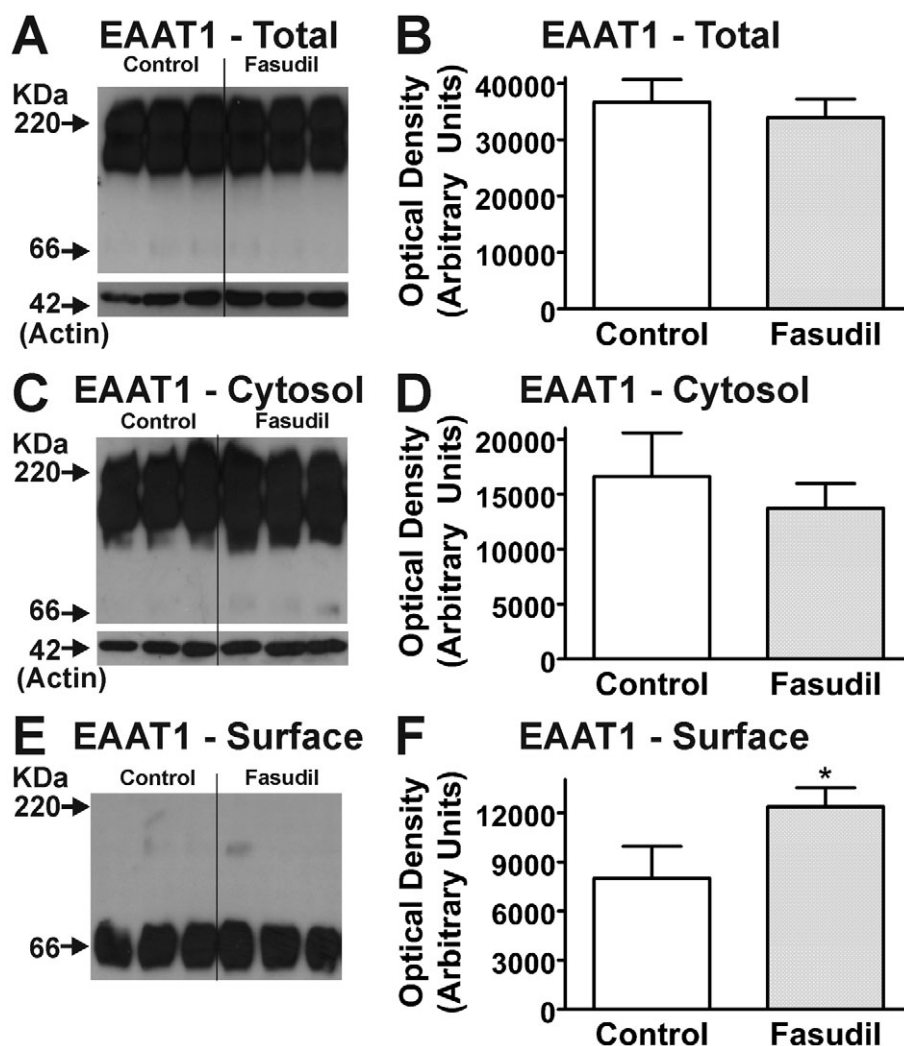 A EAAT1 - Total
Control Fasudil
KDa
220
66
42
(Actin)
B EAAT1 - Total
Optical Density
(Arbitrary Units)
40000
30000
20000
10000
0
Control Fasudil
C EAAT1 - Cytosol
Control Fasudil
KDa
220
66
42
(Actin)
D EAAT1 - Cytosol
Optical Density
(Arbitrary Units)
20000
15000
10000
5000
0
Control Fasudil
E EAAT1 - Surface
Control Fasudil
KDa
220
66
F EAAT1 - Surface
Optical Density
(Arbitrary Units)
12000
9000
6000
3000
0
*
Control Fasudil